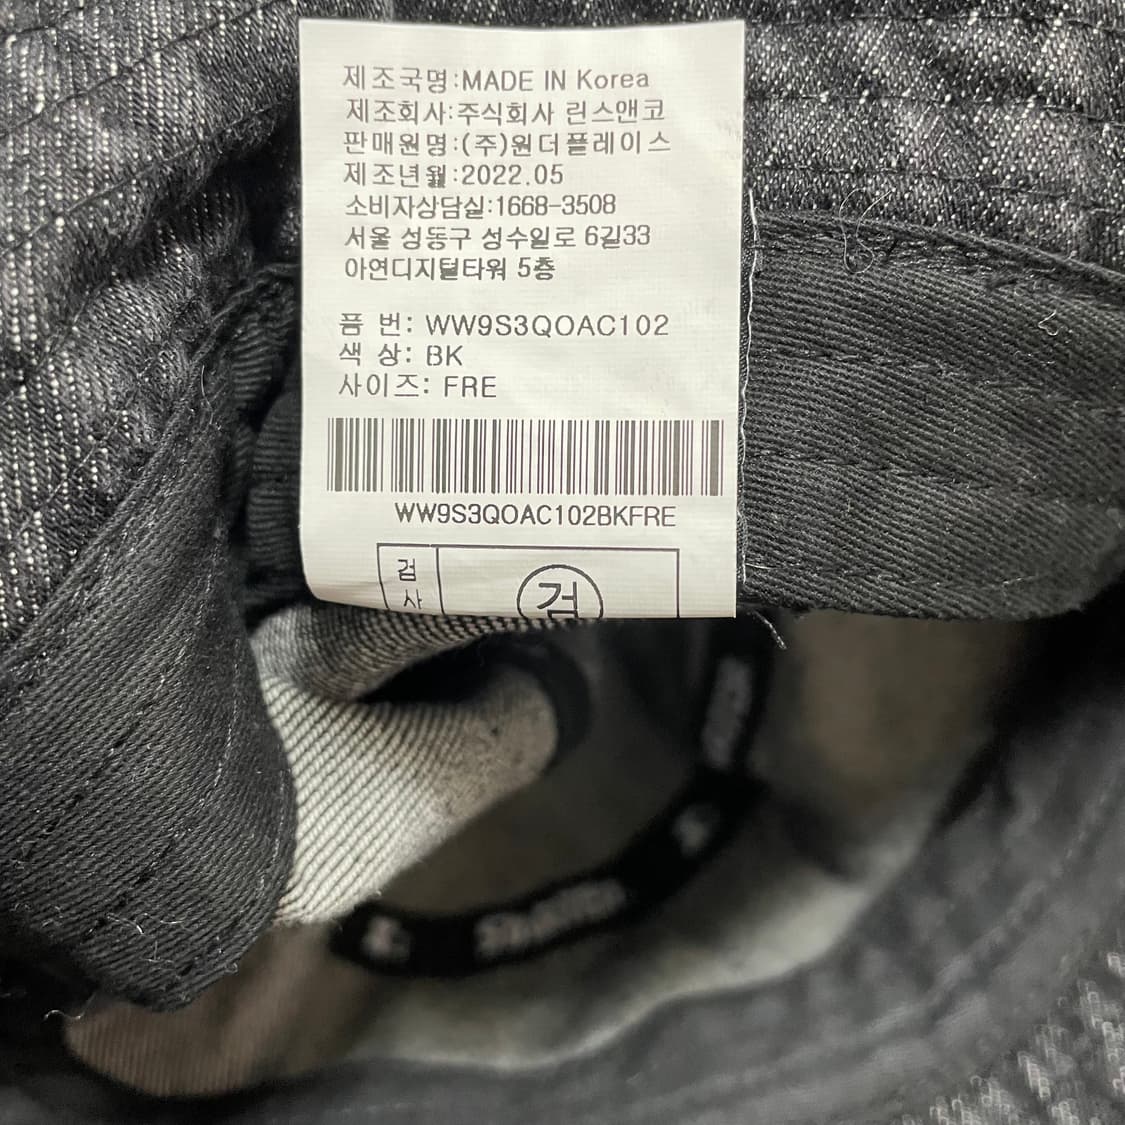 제조국명:MADE IN Korea
제조회사:주식회사 린스앤코
판매원명:(주)원더플레이스
제조년월:2022.05
소비자상담실:1668-3508
서울 성동구 성수일로 6길33
아연디지털타워 5층
품 번: WW9S3QOAC102
색 상: BK
사이즈: FRE
WW9S3QOAC102BKFRE
검사 검